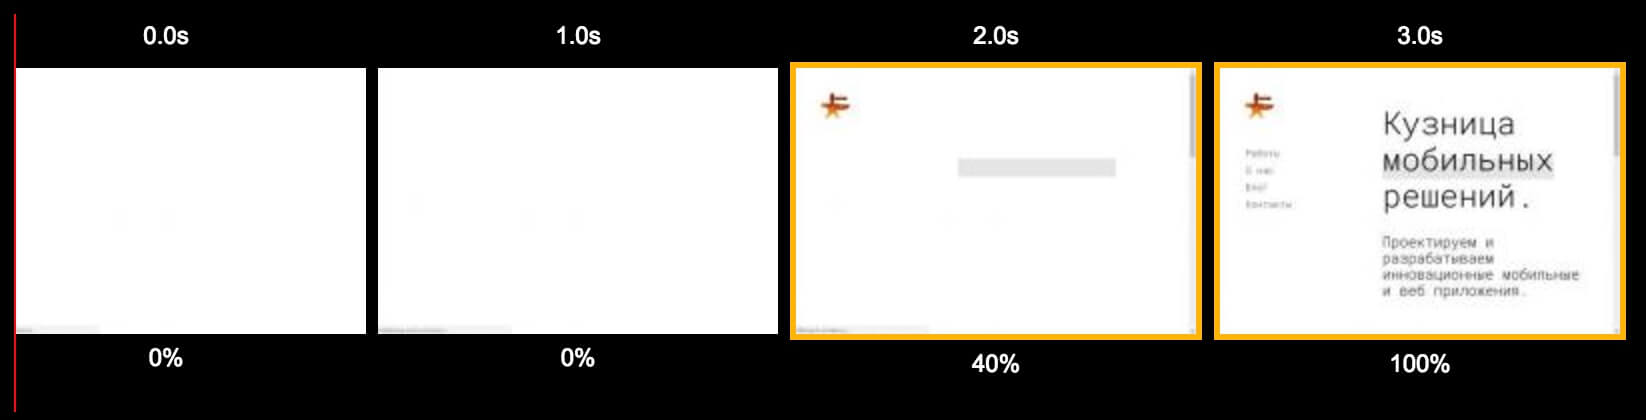 0.0s
1.0s
2.0s
3.0s
Кузница
мобильных
решений.
Работы
О нас
Блог
Контакты
Проектируем и
разрабатываем
инновационные мобильные
и веб приложения.
0%
0%
40%
100%